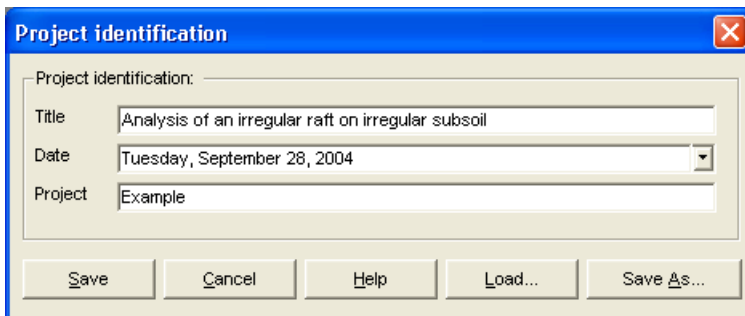 Project identification
Project identification:
Title Analysis of an irregular raft on irregular subsoil
Date Tuesday, September 28, 2004
Project Example
Save Cancel Help Load... Save As...